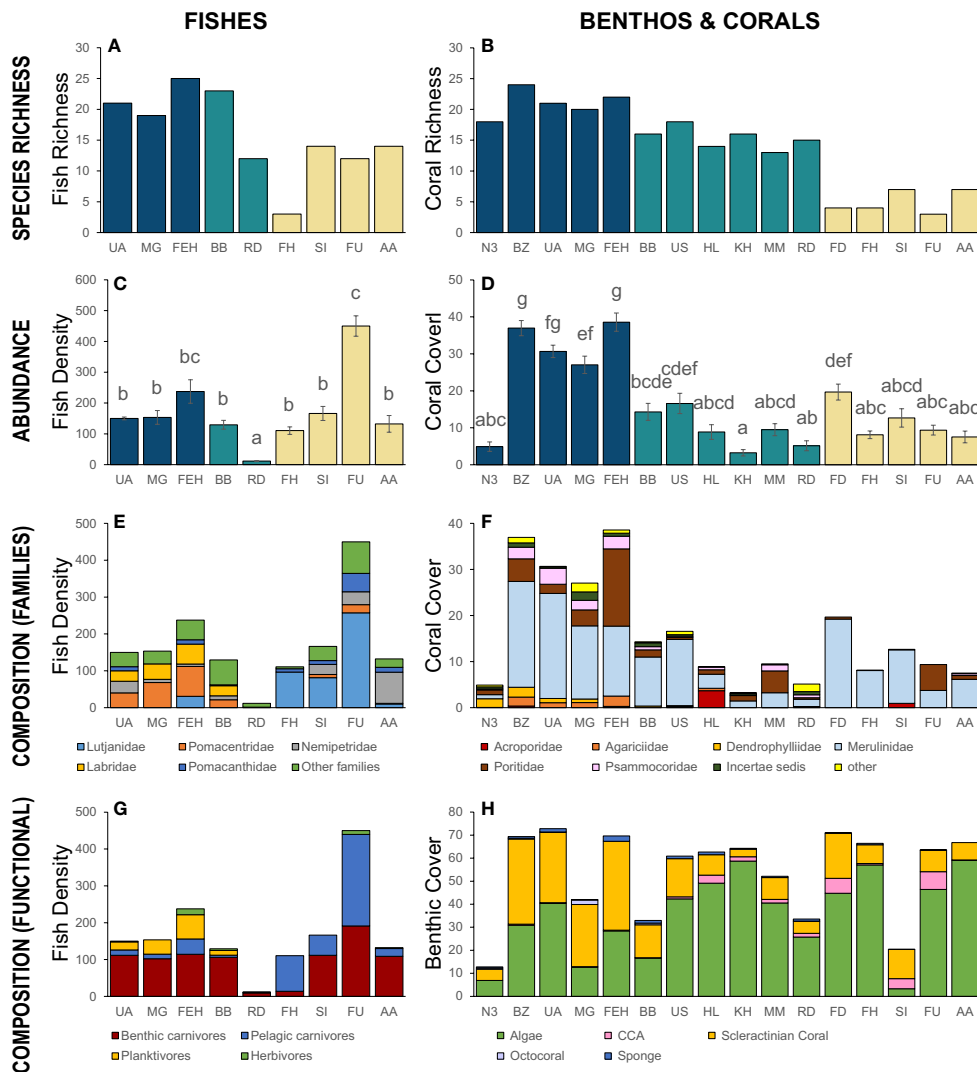 FISHES
BENTHOS & CORALS
SPECIES RICHNESS
A
Fish Richness
30
25
20
15
10
5
0
UA MG FEH BB RD FH SI FU AA
B
Coral Richness
30
25
20
15
10
5
0
N3 BZ UA MG FEH BB US HL KH MM RD FD FH SI FU AA
ABUNDANCE
C
Fish Density
600
500
400
300
200
100
0
b b bc b a b b c b
UA MG FEH BB RD FH SI FU AA
D
Coral Coverl
50
40
30
20
10
0
abc g fg ef g bcde cdef abcd a abcd ab def abc abcd abc abc
N3 BZ UA MG FEH BB US HL KH MM RD FD FH SI FU AA
COMPOSITION (FAMILIES)
E
Fish Density
500
400
300
200
100
0
UA MG FEH BB RD FH SI FU AA
Lutjanidae Pomacentridae Nemipetridae
Labridae Pomacanthidae Other families
F
Coral Cover
40
30
20
10
0
N3 BZ UA MG FEH BB US HL KH MM RD FD FH SI FU AA
Acroporidae Agariciidae Dendrophylliidae Merulinidae
Poritidae Psammocoridae Incertae sedis other
COMPOSITION (FUNCTIONAL)
G
Fish Density
500
400
300
200
100
0
UA MG FEH BB RD FH SI FU AA
Benthic carnivores Pelagic carnivores
Planktivores Herbivores
H
Benthic Cover
80
70
60
50
40
30
20
10
0
N3 BZ UA MG FEH BB US HL KH MM RD FD FH SI FU AA
Algae CCA Scleractinian Coral
Octocoral Sponge